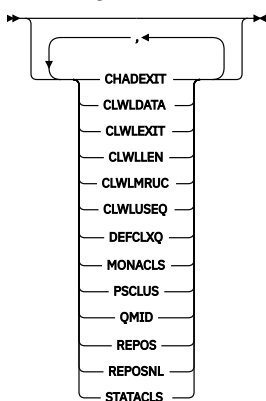 ,
CHADEXIT
CLWLDATA
CLWLEXIT
CLWLLEN
CLWLMRUC
CLWLUSEQ
DEFCLXQ
MONACLS
PSCLUS
QMID
REPOS
REPOSNL
STATACLS